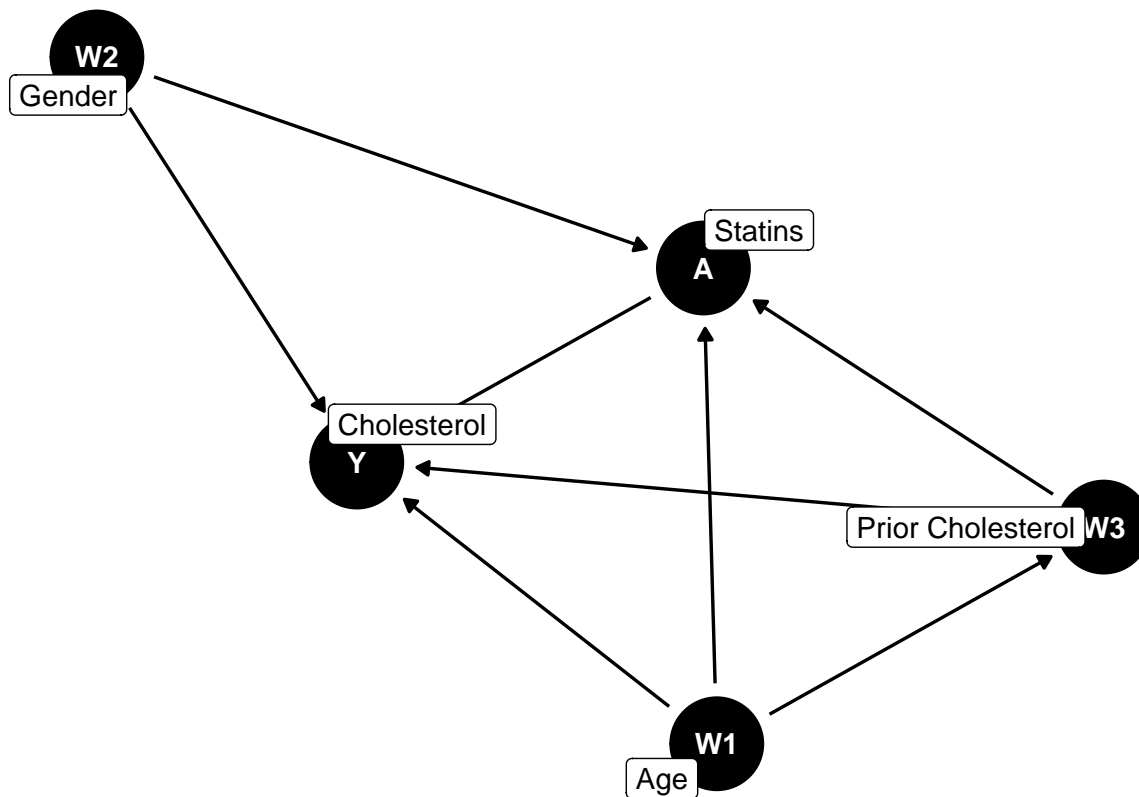 W2
Gender
Statins
A
Cholesterol
Y
Prior Cholesterol
W3
W1
Age